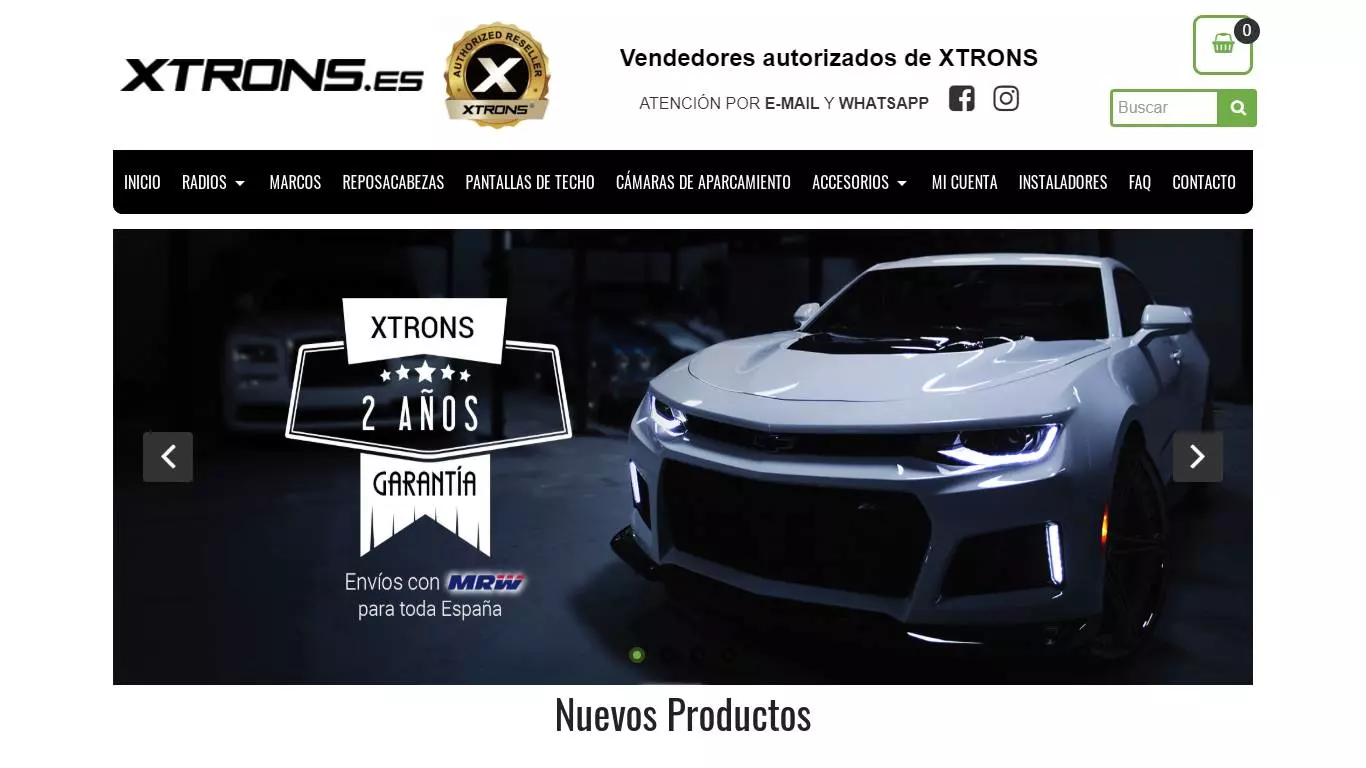 XTRONS.ES
AUTHORIZED RESELLER
X
XTRONS®
Vendedores autorizados de XTRONS
ATENCIÓN POR E-MAIL Y WHATSAPP
0
Buscar
INICIO RADIOS MARCOS REPOSACABEZAS PANTALLAS DE TECHO CÁMARAS DE APARCAMIENTO ACCESORIOS MI CUENTA INSTALADORES FAQ CONTACTO
XTRONS
2 AÑOS
GARANTÍA
Envíos con MRW
para toda España
Nuevos Productos